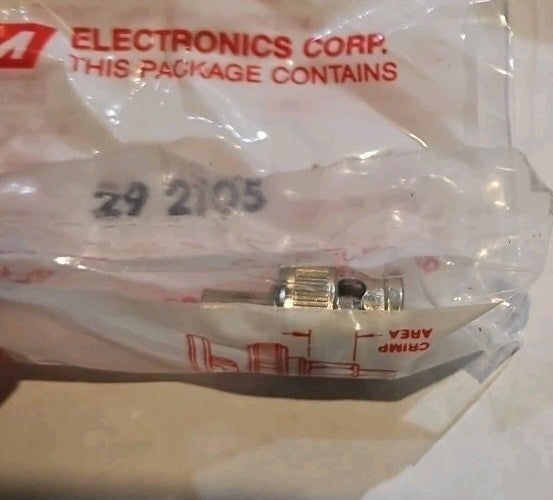 ELECTRONICS CORP.
THIS PACKAGE CONTAINS
29 2105
CRIMP
AREA